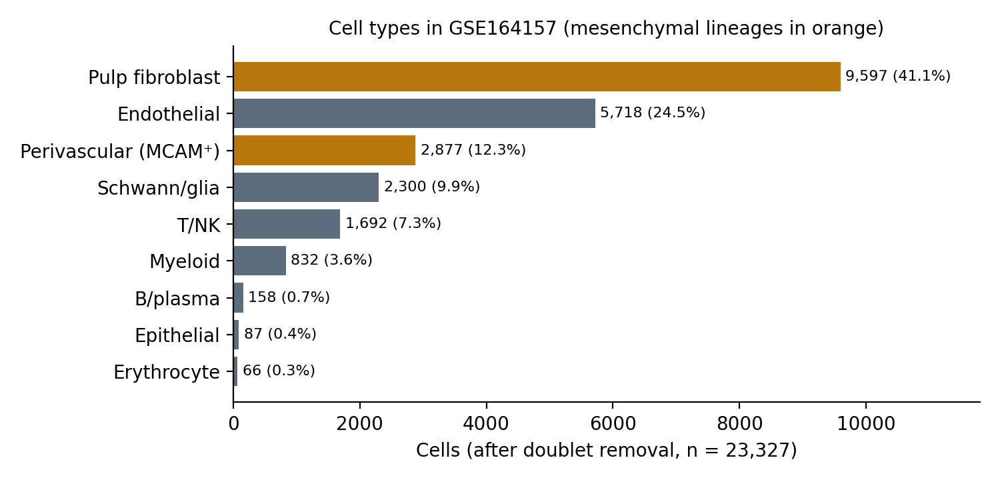 Cell types in GSE164157 (mesenchymal lineages in orange)
Pulp fibroblast 9,597 (41.1%)
Endothelial 5,718 (24.5%)
Perivascular (MCAM⁺) 2,877 (12.3%)
Schwann/glia 2,300 (9.9%)
T/NK 1,692 (7.3%)
Myeloid 832 (3.6%)
B/plasma 158 (0.7%)
Epithelial 87 (0.4%)
Erythrocyte 66 (0.3%)
0 2000 4000 6000 8000 10000
Cells (after doublet removal, n = 23,327)